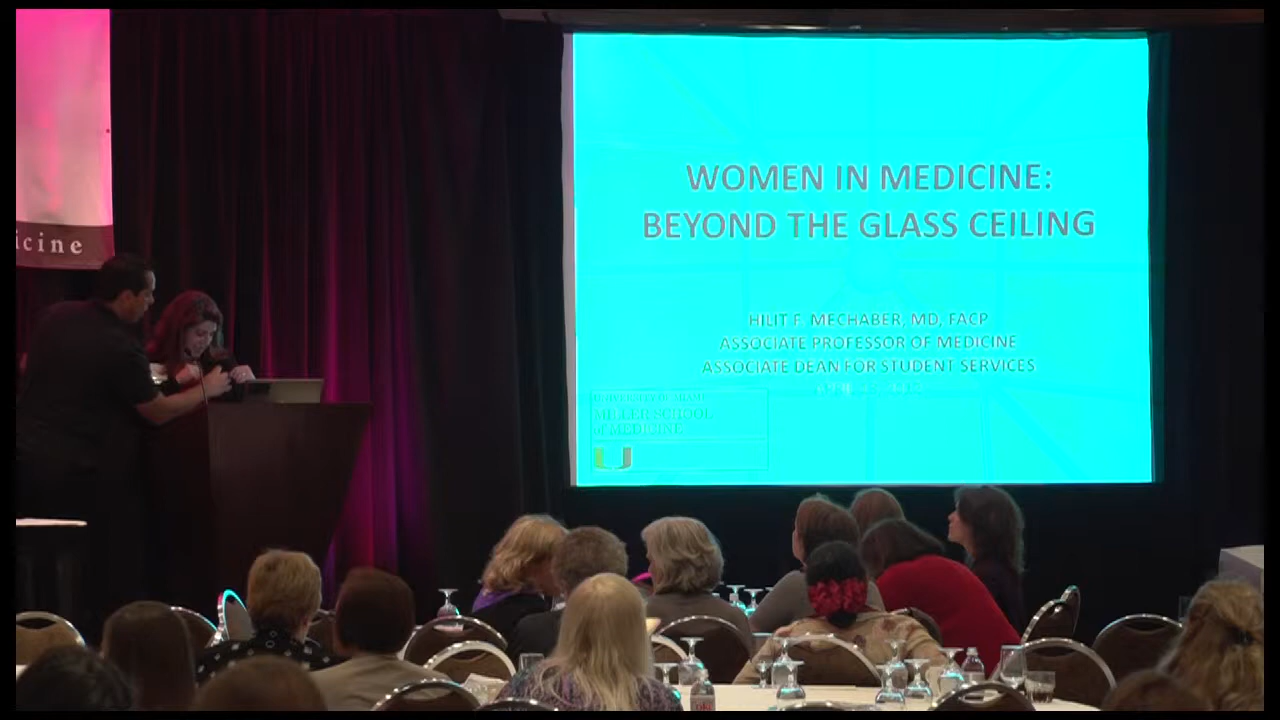 icine
WOMEN IN MEDICINE:
BEYOND THE GLASS CEILING
HILIT F. MECHABER, MD, FACP
ASSOCIATE PROFESSOR OF MEDICINE
ASSOCIATE DEAN FOR STUDENT SERVICES
UNIVERSITY OF MIAMI
MILLER SCHOOL
of MEDICINE
U